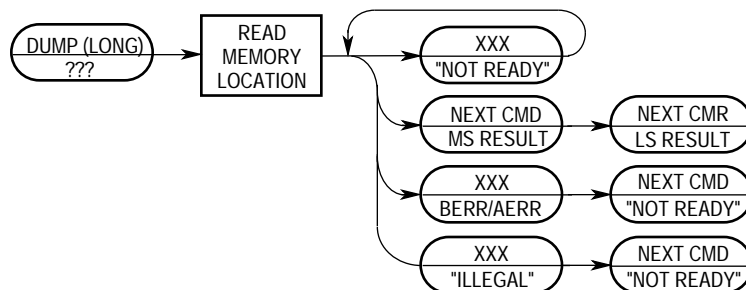 DUMP (LONG)
???
READ
MEMORY
LOCATION
XXX
"NOT READY"
NEXT CMD
MS RESULT
NEXT CMR
LS RESULT
XXX
BERR/AERR
NEXT CMD
"NOT READY"
XXX
"ILLEGAL"
NEXT CMD
"NOT READY"